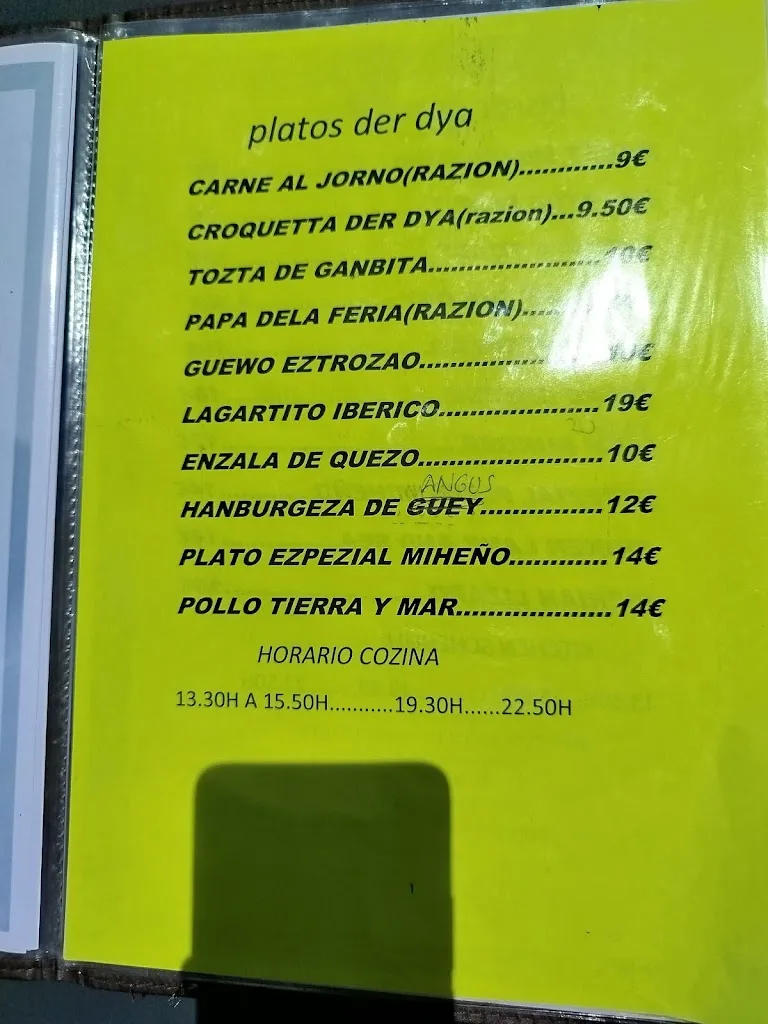 platos der dya
CARNE AL JORNO(RAZION)............9€
CROQUETTA DER DYA(razion)...9.50€
TOZTA DE GANBITA......................10€
PAPA DELA FERIA(RAZION).....
GUEWO EZTROZAO.....................10€
LAGARTITO IBERICO..................19€
ENZALA DE QUEZO.....................10€
ANGUS
HANBURGEZA DE GUEY..............12€
PLATO EZPEZIAL MIHEÑO...........14€
POLLO TIERRA Y MAR..................14€
HORARIO COZINA
13.30H A 15.50H..........19.30H......22.50H